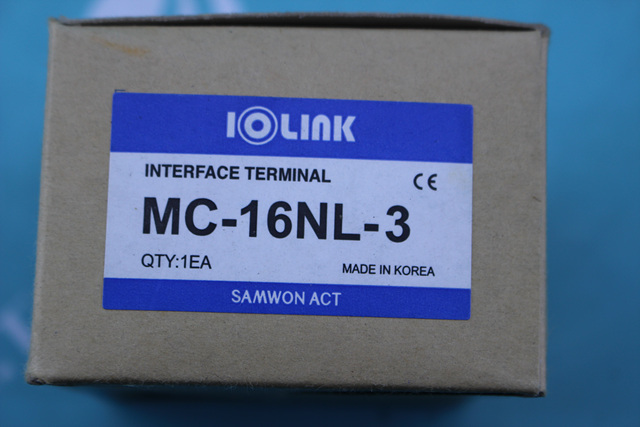 IOLINK
INTERFACE TERMINAL
CE
MC-16NL-3
QTY:1EA
MADE IN KOREA
SAMWON ACT